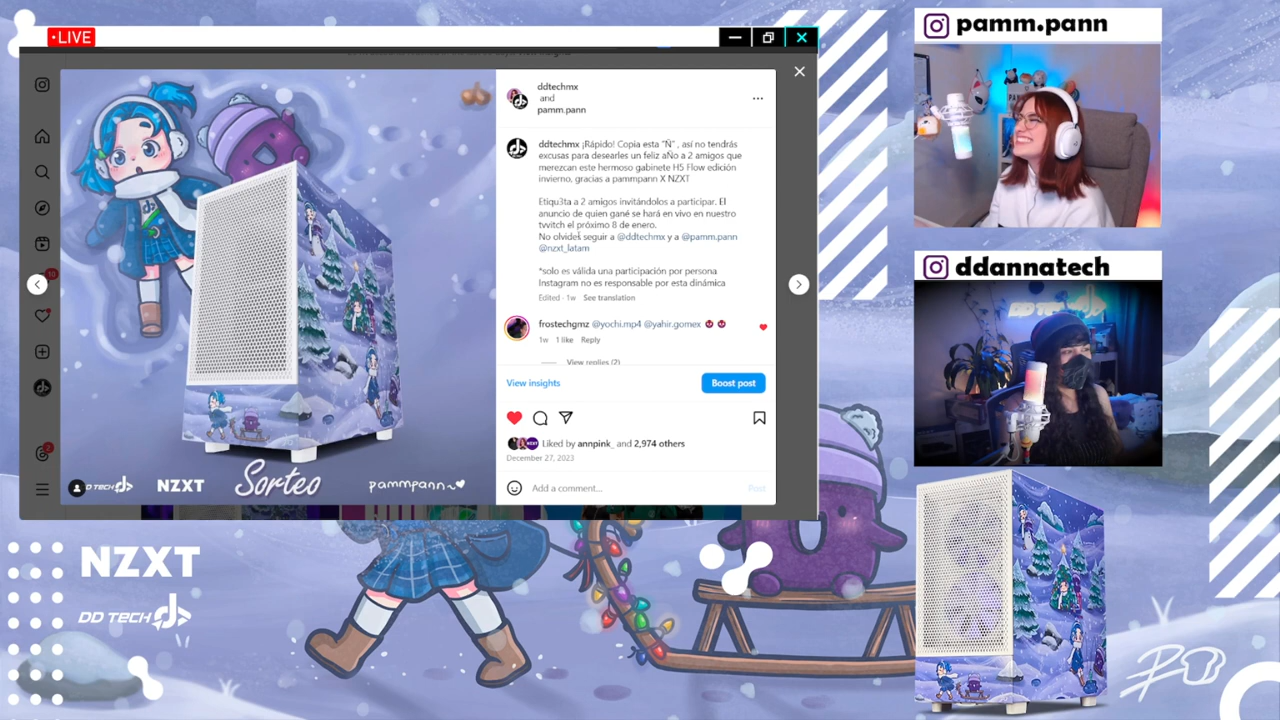 •LIVE
ddtechmx
and
pamm.pann
ddtechmx ¡Rápido! Copia esta "Ñ" , así no tendrás
excusas para desearles un feliz aÑo a 2 amigos que
merezcan este hermoso gabinete H5 Flow edición
invierno, gracias a pammpann X NZXT
Etiqu3ta a 2 amigos invitándolos a participar. El
anuncio de quien gané se hará en vivo en nuestro
tvvitch el próximo 8 de enero.
No olvides seguir a @ddtechmx y a @pamm.pann
@nzxt_latam
*solo es válida una participación por persona
Instagram no es responsable por esta dinámica
Edited · 1w See translation
frostechgmz @yochi.mp4 @yahir.gomex
1w 1 like Reply
View replies (2)
View insights
Boost post
Liked by annpink_ and 2,974 others
December 27, 2023
Add a comment...
Post
DD TECH
NZXT
Sorteo
pammpann~
NZXT
DD TECH
pamm.pann
ddannatech
DD TECH